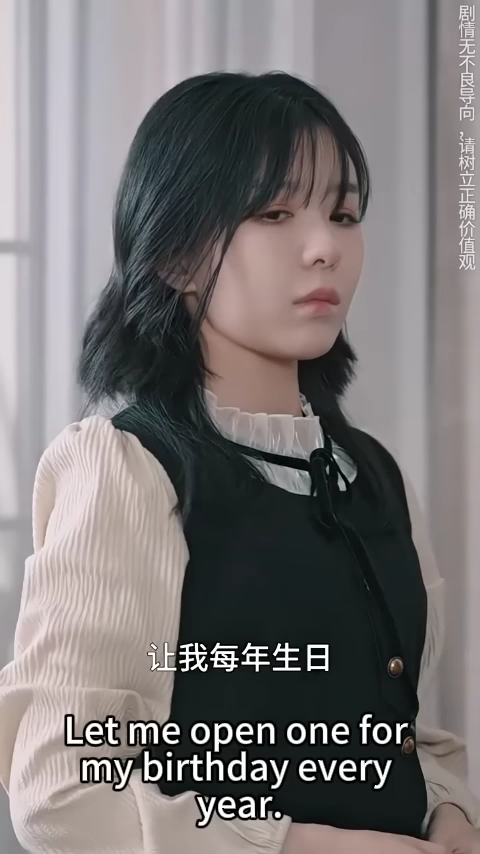 剧情无不良导向，请树立正确价值观
让我每年生日
Let me open one for
my birthday every
year.